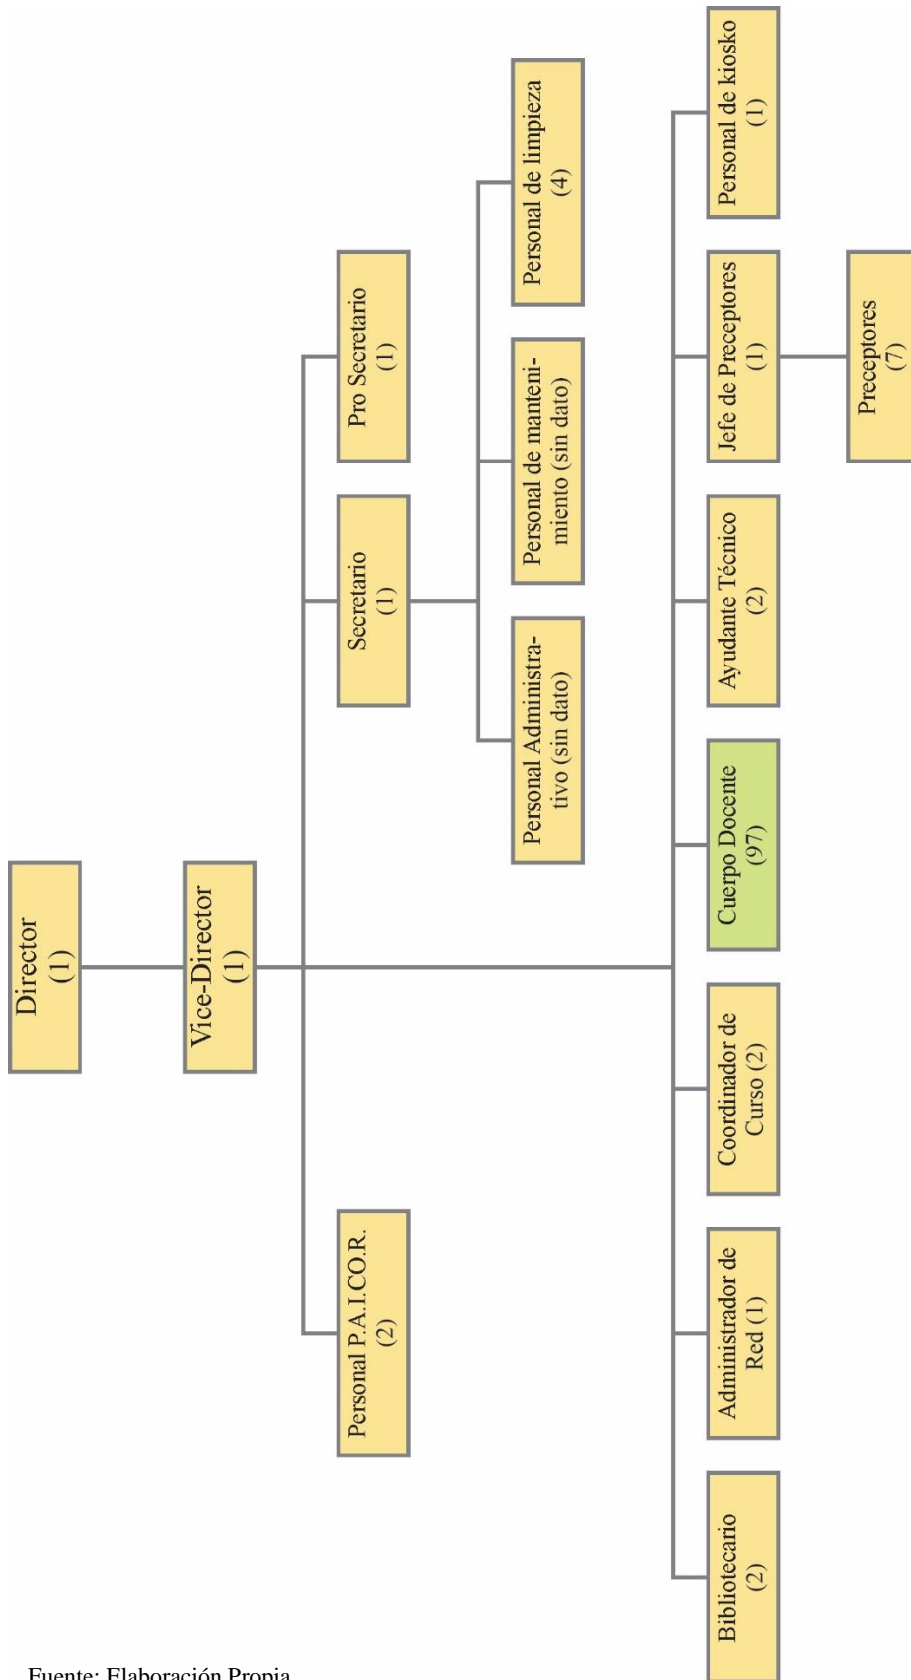 Director
(1)
Vice-Director
(1)
Personal P.A.I.CO.R.
(2)
Secretario
(1)
Pro Secretario
(1)
Personal Administra-
tivo (sin dato)
Personal de manteni-
miento (sin dato)
Personal de limpieza
(4)
Bibliotecario
(2)
Administrador de
Red (1)
Coordinador de
Curso (2)
Cuerpo Docente
(97)
Ayudante Técnico
(2)
Jefe de Preceptores
(1)
Personal de kiosko
(1)
Preceptores
(7)
Fuente: Elaboración Propia